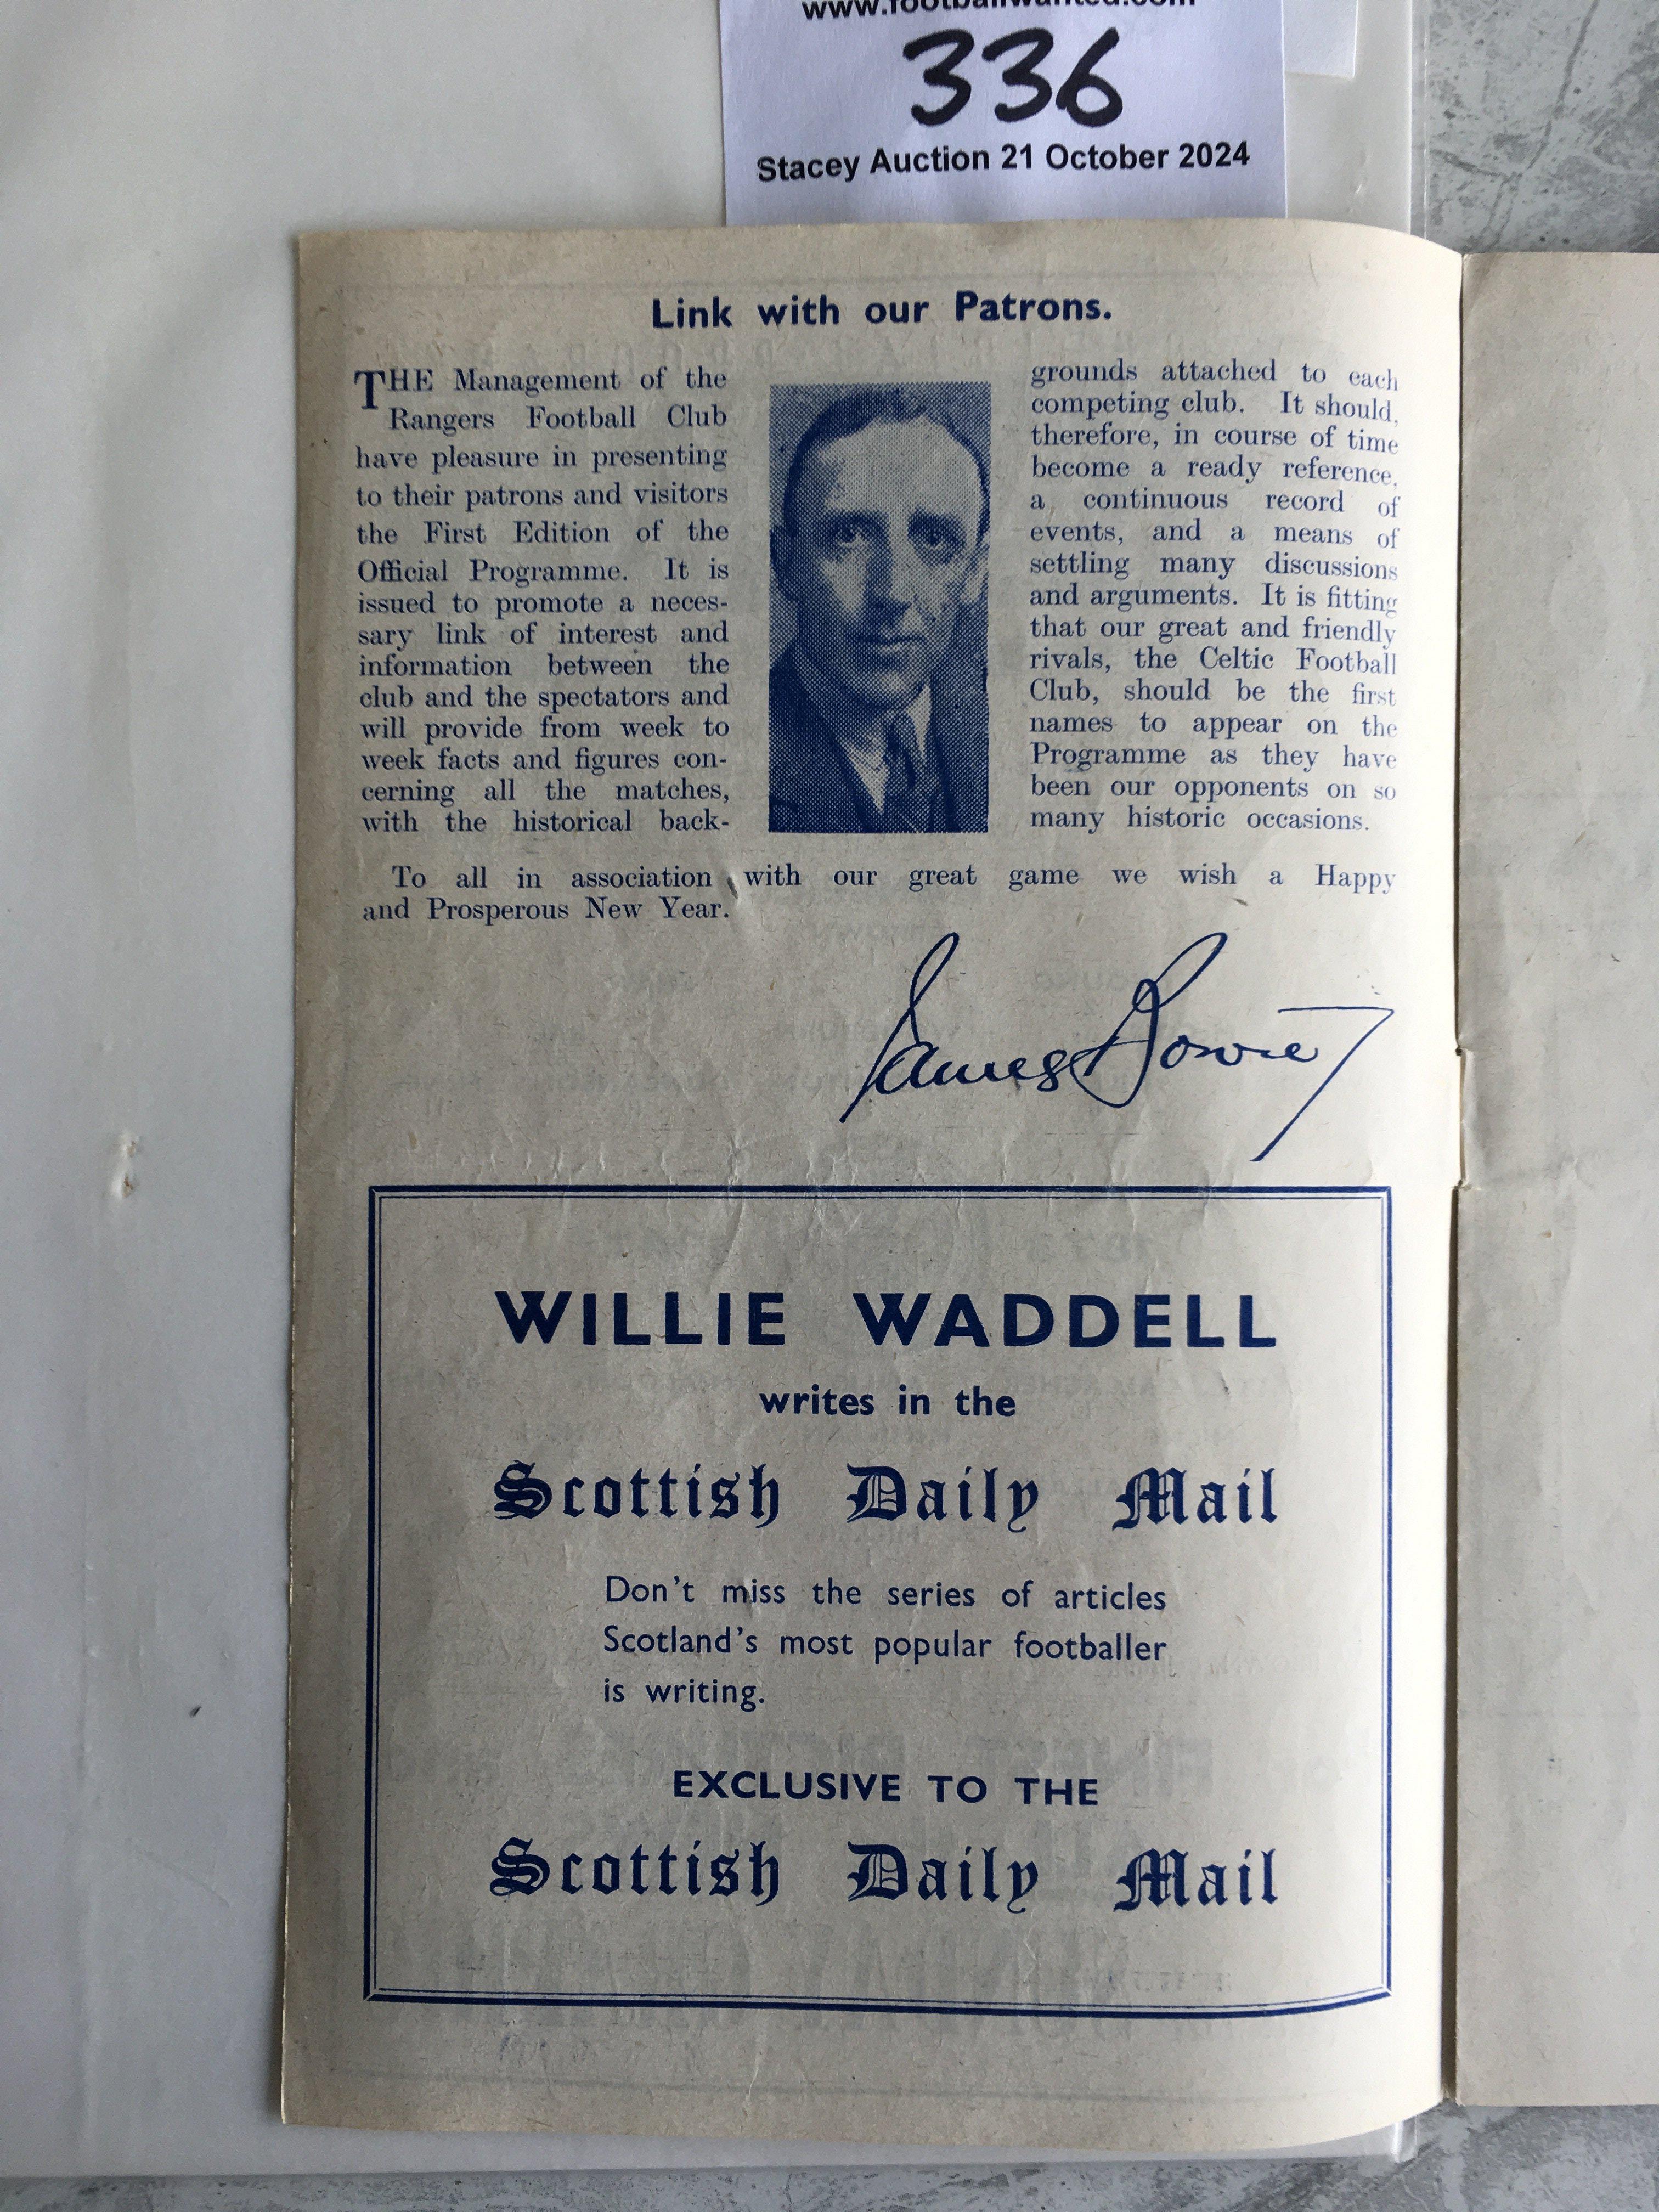 www.footballwanted.com
336
Stacey Auction 21 October 2024
Link with our Patrons.
THE Management of the
Rangers Football Club
have pleasure in presenting
to their patrons and visitors
the First Edition of the
Official Programme. It is
issued to promote a neces-
sary link of interest and
information between the
club and the spectators and
will provide from week to
week facts and figures con-
cerning all the matches,
with the historical back-
grounds attached to each
competing club. It should,
therefore, in course of time
become a ready reference,
a continuous record of
events, and a means of
settling many discussions
and arguments. It is fitting
that our great and friendly
rivals, the Celtic Football
Club, should be the first
names to appear on the
Programme as they have
been our opponents on so
many historic occasions.
To all in association with our great game we wish a Happy
and Prosperous New Year.
James Bowie
WILLIE WADDELL
writes in the
Scottish Daily Mail
Don't miss the series of articles
Scotland's most popular footballer
is writing.
EXCLUSIVE TO THE
Scottish Daily Mail